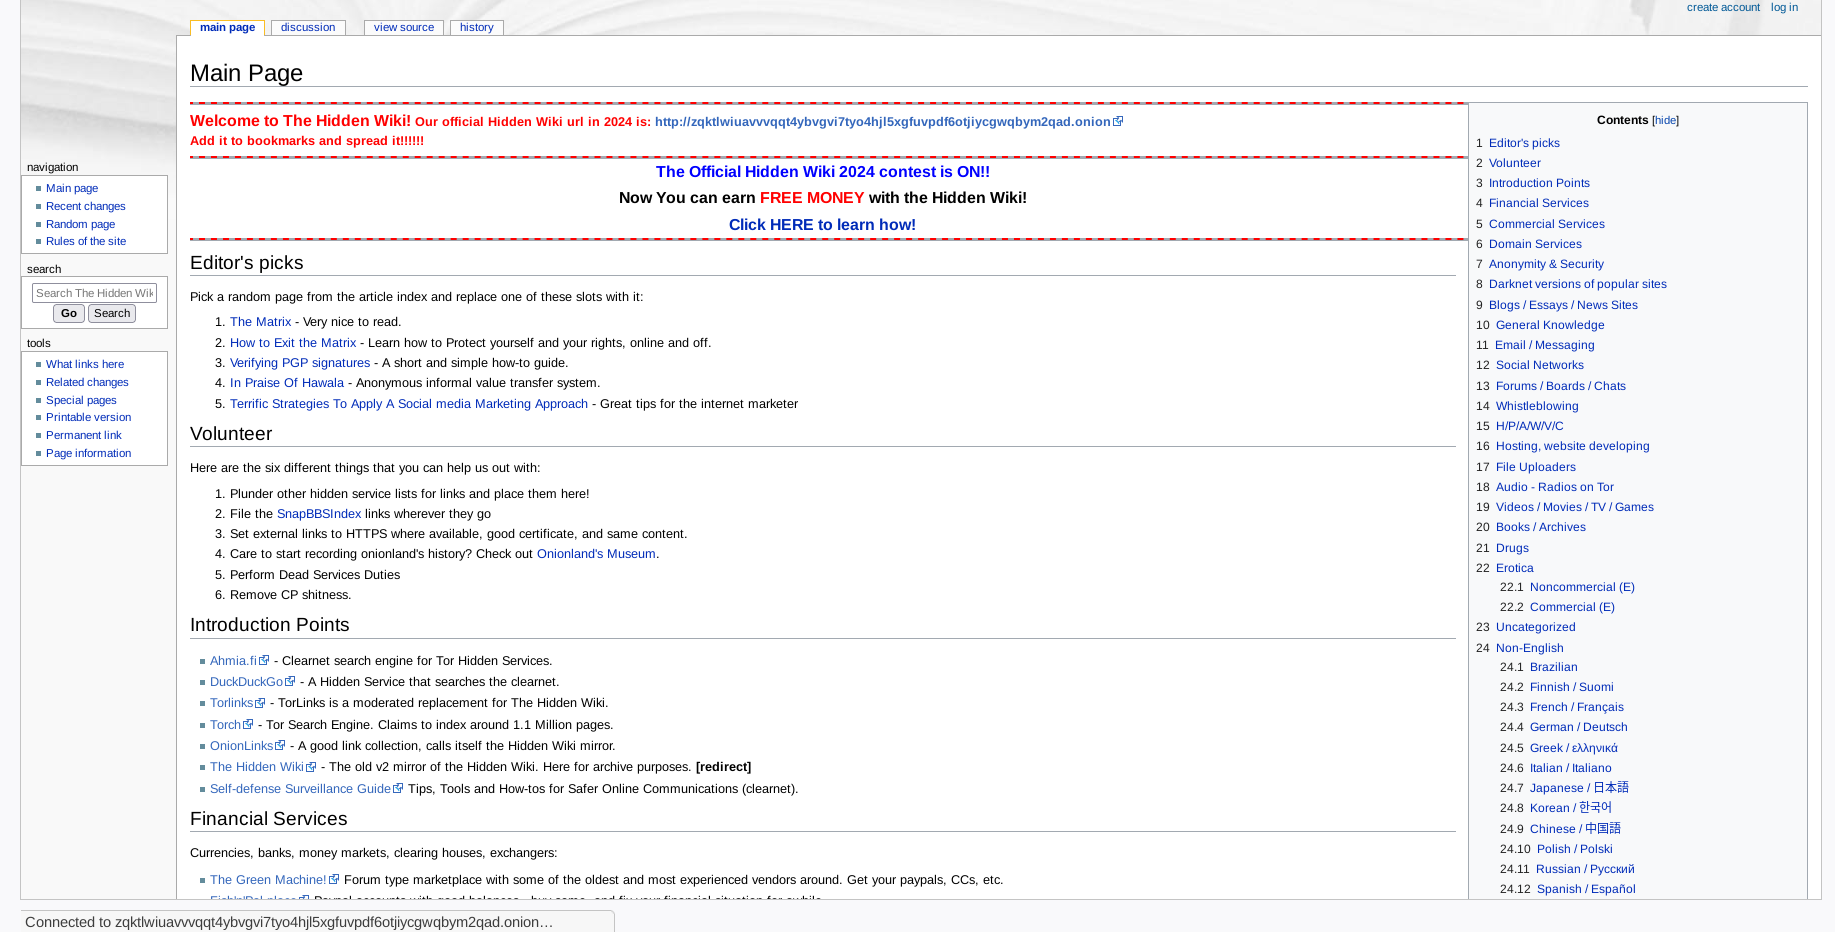 create account log in
main page discussion view source history
Main Page
Welcome to The Hidden Wiki! Our official Hidden Wiki url in 2024 is: http://zqktlwiuavvvqqt4ybvgvi7tyo4hjl5xgfuvpdf6otjiycgwqbym2qad.onion
Add it to bookmarks and spread it!!!!!!
The Official Hidden Wiki 2024 contest is ON!!
Now You can earn FREE MONEY with the Hidden Wiki!
Click HERE to learn how!
navigation
Main page
Recent changes
Random page
Rules of the site
search
Search The Hidden Wik
Go Search
tools
What links here
Related changes
Special pages
Printable version
Permanent link
Page information
Editor's picks
Pick a random page from the article index and replace one of these slots with it:
1. The Matrix - Very nice to read.
2. How to Exit the Matrix - Learn how to Protect yourself and your rights, online and off.
3. Verifying PGP signatures - A short and simple how-to guide.
4. In Praise Of Hawala - Anonymous informal value transfer system.
5. Terrific Strategies To Apply A Social media Marketing Approach - Great tips for the internet marketer
Volunteer
Here are the six different things that you can help us out with:
1. Plunder other hidden service lists for links and place them here!
2. File the SnapBBSIndex links wherever they go
3. Set external links to HTTPS where available, good certificate, and same content.
4. Care to start recording onionland's history? Check out Onionland's Museum.
5. Perform Dead Services Duties
6. Remove CP shitness.
Introduction Points
Ahmia.fi - Clearnet search engine for Tor Hidden Services.
DuckDuckGo - A Hidden Service that searches the clearnet.
Torlinks - TorLinks is a moderated replacement for The Hidden Wiki.
Torch - Tor Search Engine. Claims to index around 1.1 Million pages.
OnionLinks - A good link collection, calls itself the Hidden Wiki mirror.
The Hidden Wiki - The old v2 mirror of the Hidden Wiki. Here for archive purposes. [redirect]
Self-defense Surveillance Guide Tips, Tools and How-tos for Safer Online Communications (clearnet).
Financial Services
Currencies, banks, money markets, clearing houses, exchangers:
The Green Machine! Forum type marketplace with some of the oldest and most experienced vendors around. Get your paypals, CCs, etc.
Contents [hide]
1 Editor's picks
2 Volunteer
3 Introduction Points
4 Financial Services
5 Commercial Services
6 Domain Services
7 Anonymity & Security
8 Darknet versions of popular sites
9 Blogs / Essays / News Sites
10 General Knowledge
11 Email / Messaging
12 Social Networks
13 Forums / Boards / Chats
14 Whistleblowing
15 H/P/A/W/V/C
16 Hosting, website developing
17 File Uploaders
18 Audio - Radios on Tor
19 Videos / Movies / TV / Games
20 Books / Archives
21 Drugs
22 Erotica
22.1 Noncommercial (E)
22.2 Commercial (E)
23 Uncategorized
24 Non-English
24.1 Brazilian
24.2 Finnish / Suomi
24.3 French / Français
24.4 German / Deutsch
24.5 Greek / ελληνικά
24.6 Italian / Italiano
24.7 Japanese / 日本語
24.8 Korean / 한국어
24.9 Chinese / 中国語
24.10 Polish / Polski
24.11 Russian / Русский
24.12 Spanish / Español
Connected to zqktlwiuavvvqqt4ybvgvi7tyo4hjl5xgfuvpdf6otjiycgwqbym2qad.onion…